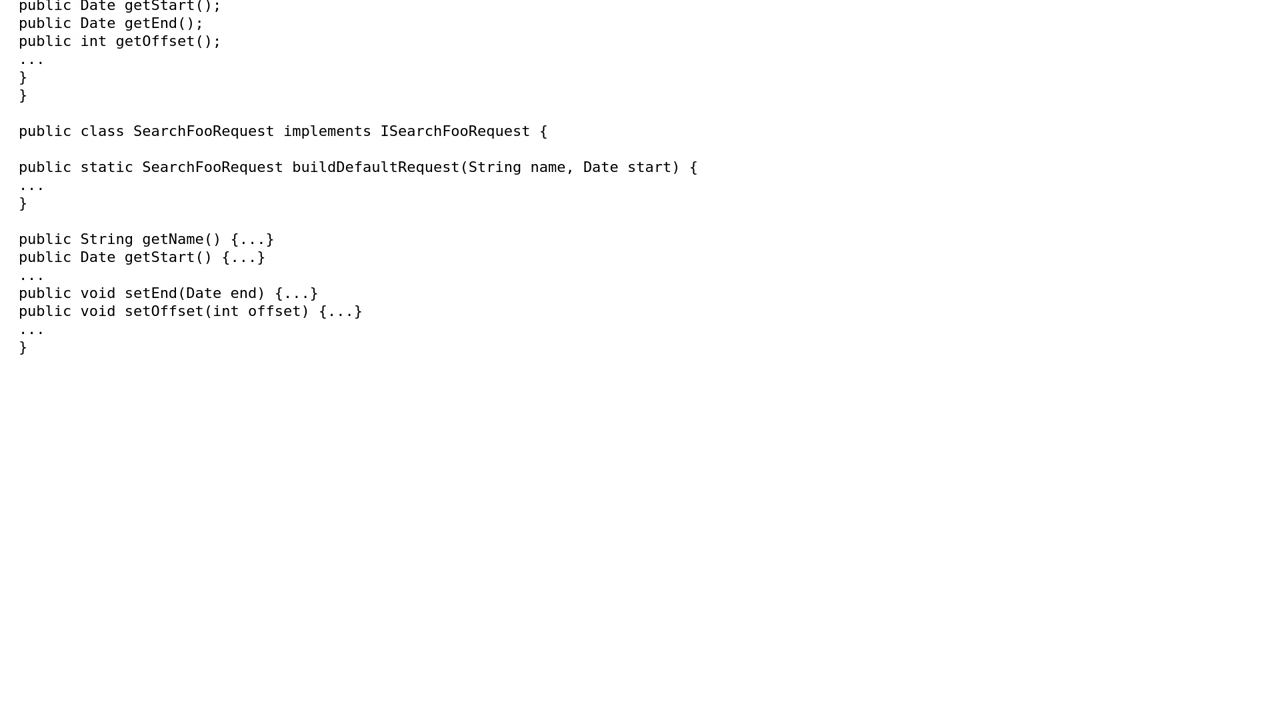 public Date getStart();
public Date getEnd();
public int getOffset();
...
}
}
public class SearchFooRequest implements ISearchFooRequest {
public static SearchFooRequest buildDefaultRequest(String name, Date start) {
...
}
public String getName() {...}
public Date getStart() {...}
...
public void setEnd(Date end) {...}
public void setOffset(int offset) {...}
...
}